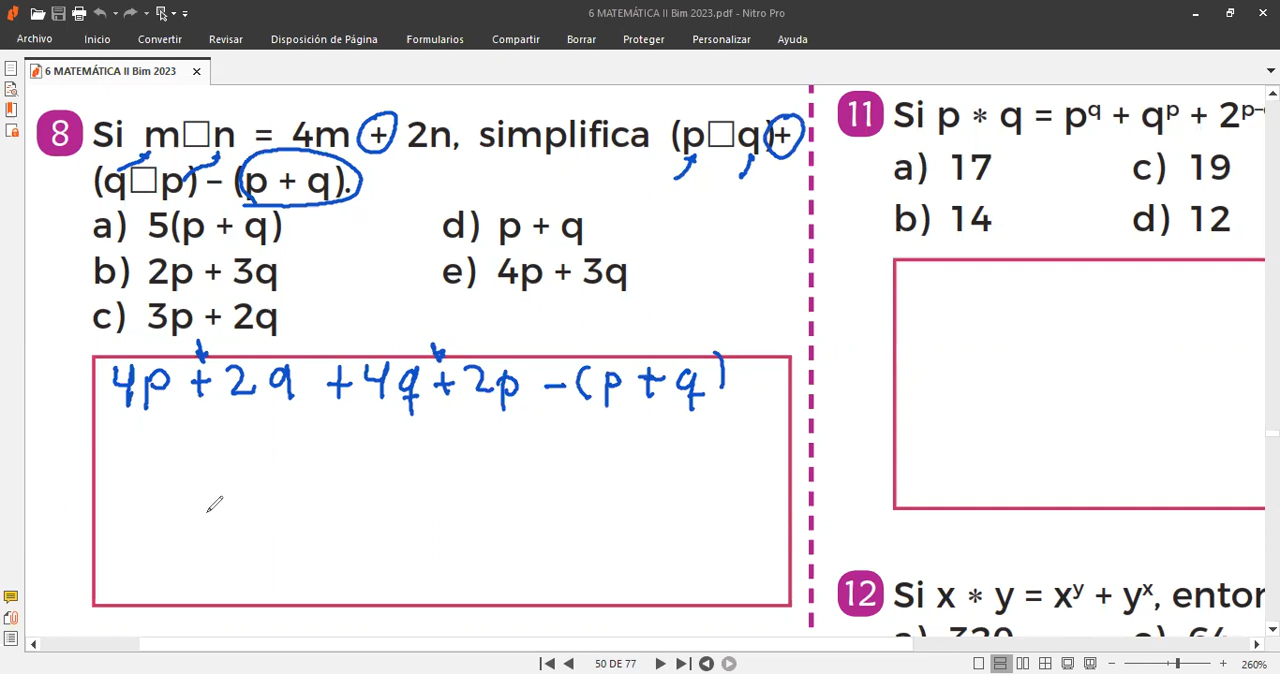 6 MATEMÁTICA II Bim 2023.pdf - Nitro Pro
Archivo Inicio Convertir Revisar Disposición de Página Formularios Compartir Borrar Proteger Personalizar Ayuda
6 MATEMÁTICA II Bim 2023
8 Si m□n = 4m + 2n, simplifica (p□q)+
(q□p) – (p + q).
a) 5(p + q)
b) 2p + 3q
c) 3p + 2q
d) p + q
e) 4p + 3q
4p + 2q + 4q + 2p - (p + q)
11 Si p * q = p^q + q^p + 2^p-
a) 17
b) 14
c) 19
d) 12
12 Si x * y = x^y + y^x, enton
50 DE 77
260%